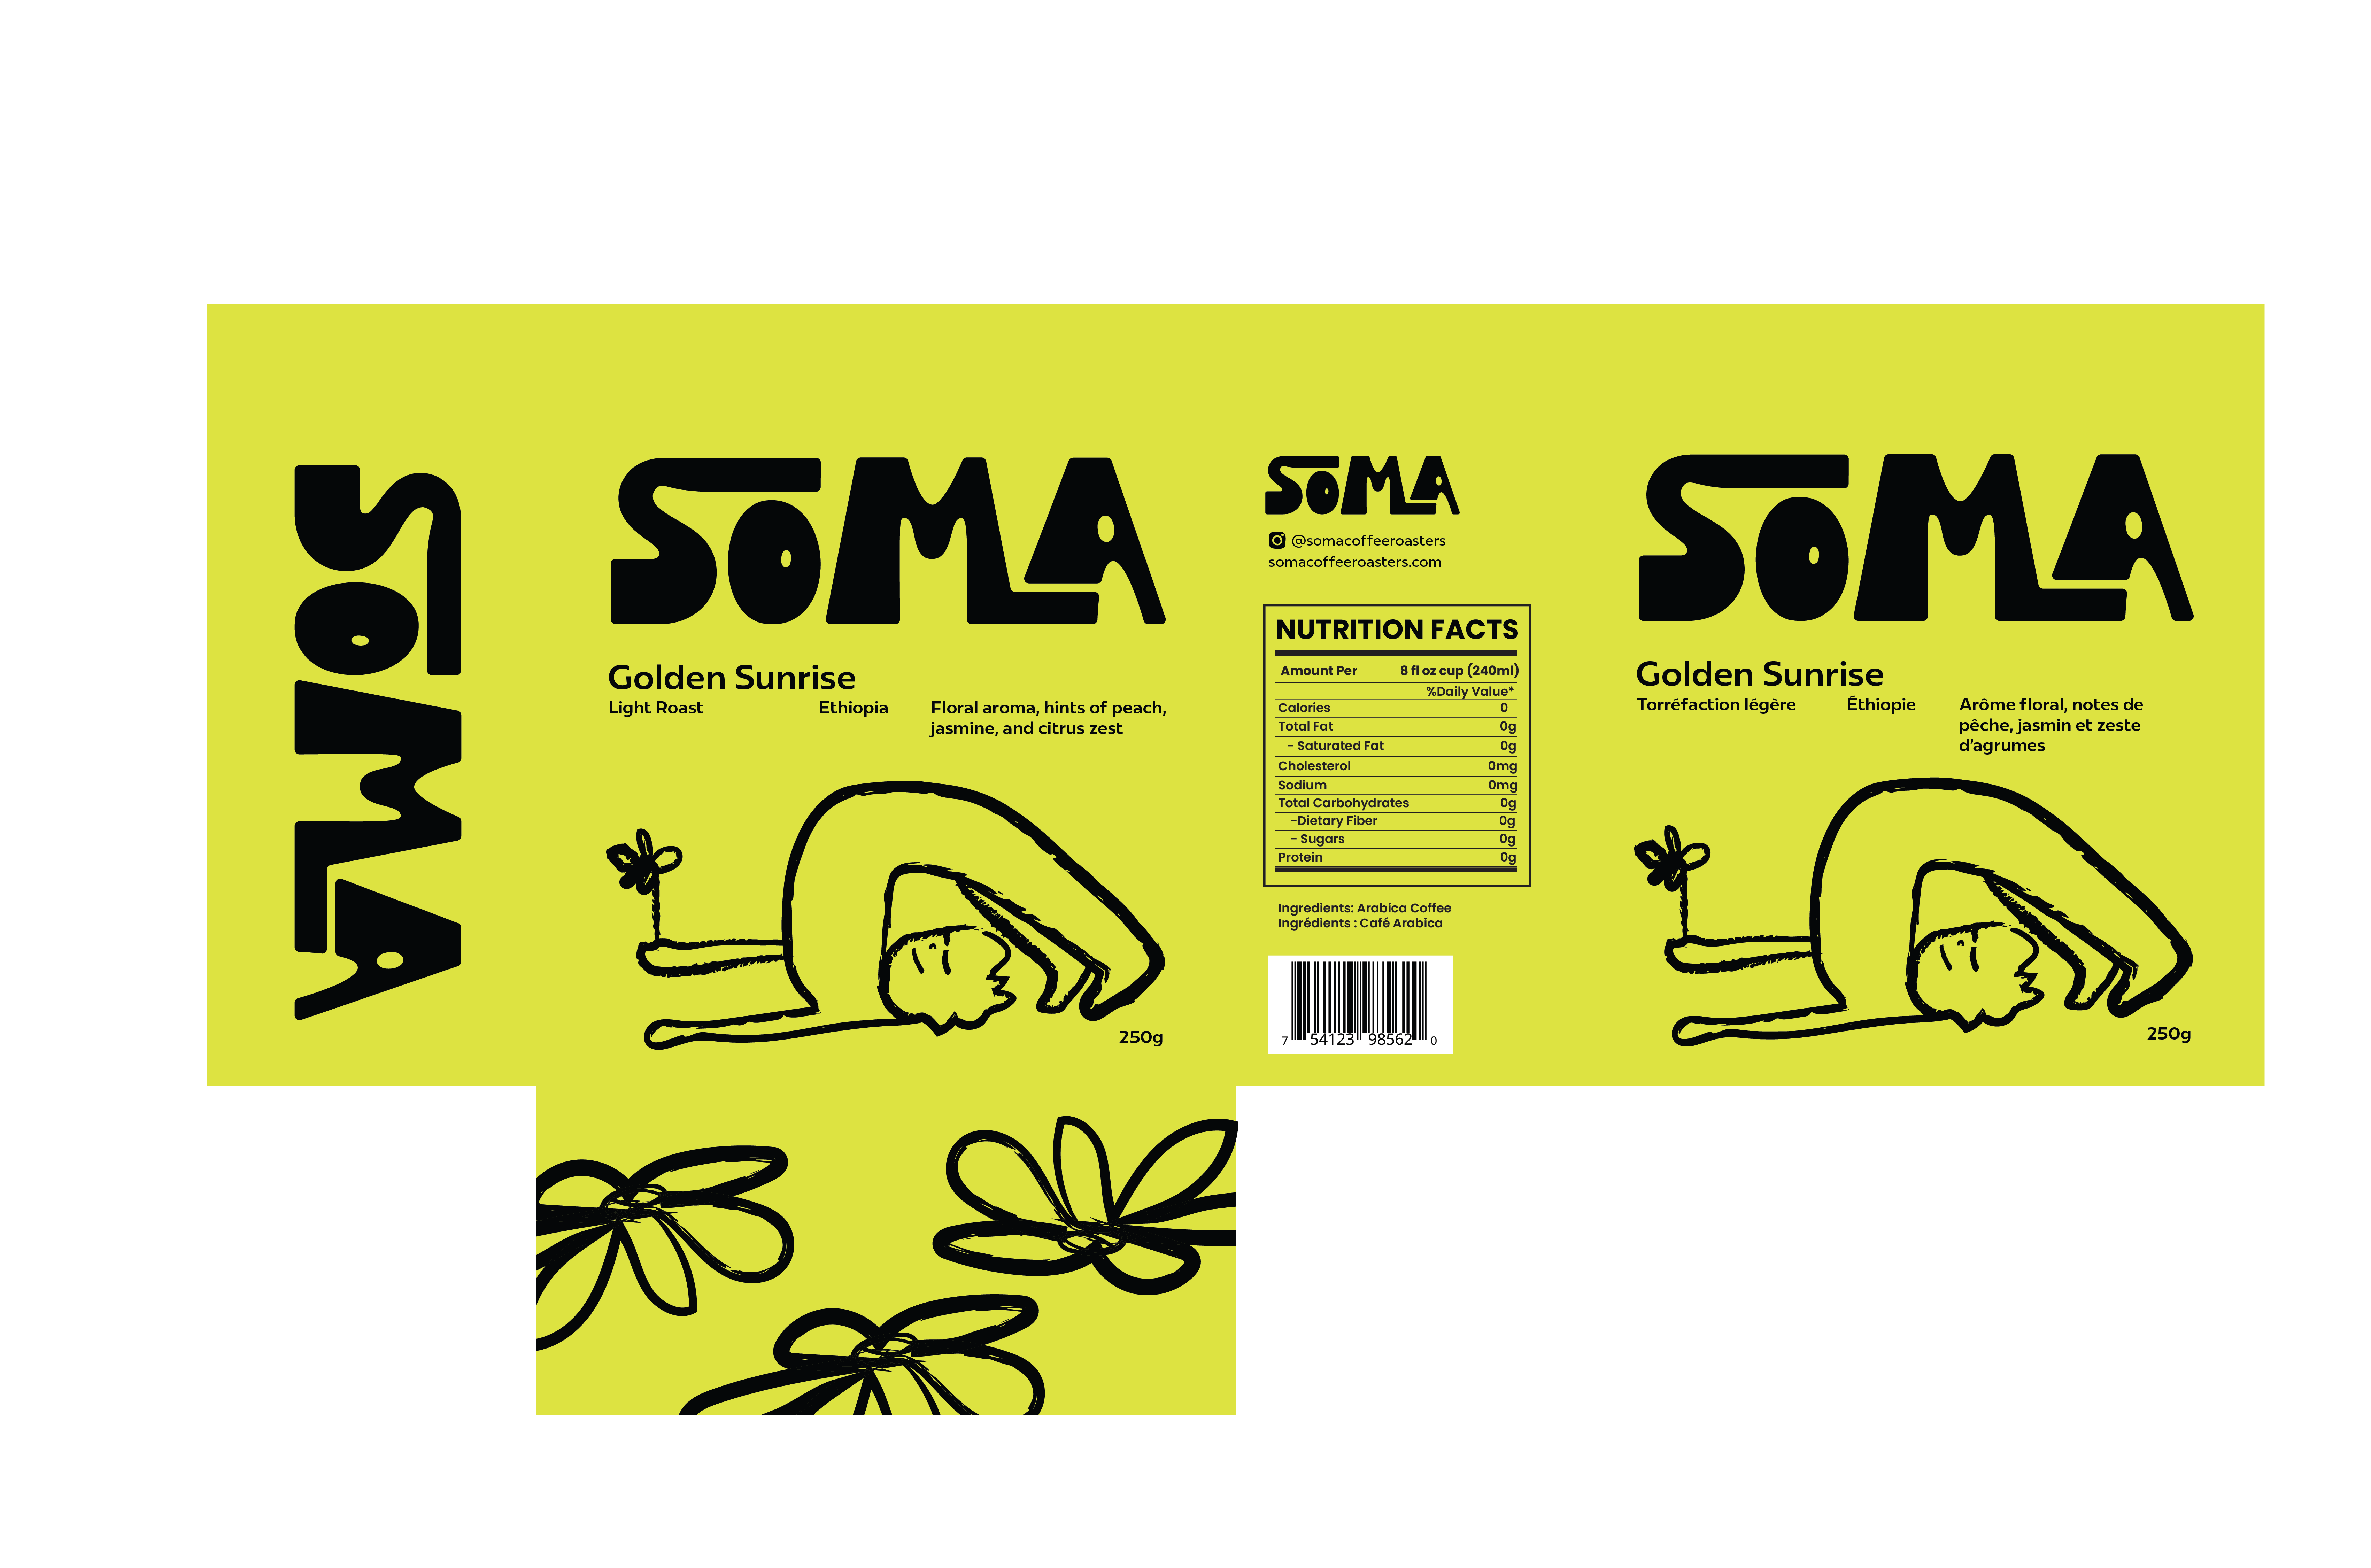 SOMA
SOMA
Golden Sunrise
Light Roast
Ethiopia
Floral aroma, hints of peach,
jasmine, and citrus zest
250g
SOMA
@somacoffeeroasters
somacoffeeroasters.com
NUTRITION FACTS
Amount Per 8 fl oz cup (240ml)
%Daily Value*
Calories 0
Total Fat 0g
- Saturated Fat 0g
Cholesterol 0mg
Sodium 0mg
Total Carbohydrates 0g
-Dietary Fiber 0g
- Sugars 0g
Protein 0g
Ingredients: Arabica Coffee
Ingrédients : Café Arabica
7 54123 98562 0
SOMA
Golden Sunrise
Torréfaction légère
Éthiopie
Arôme floral, notes de
pêche, jasmin et zeste
d'agrumes
250g